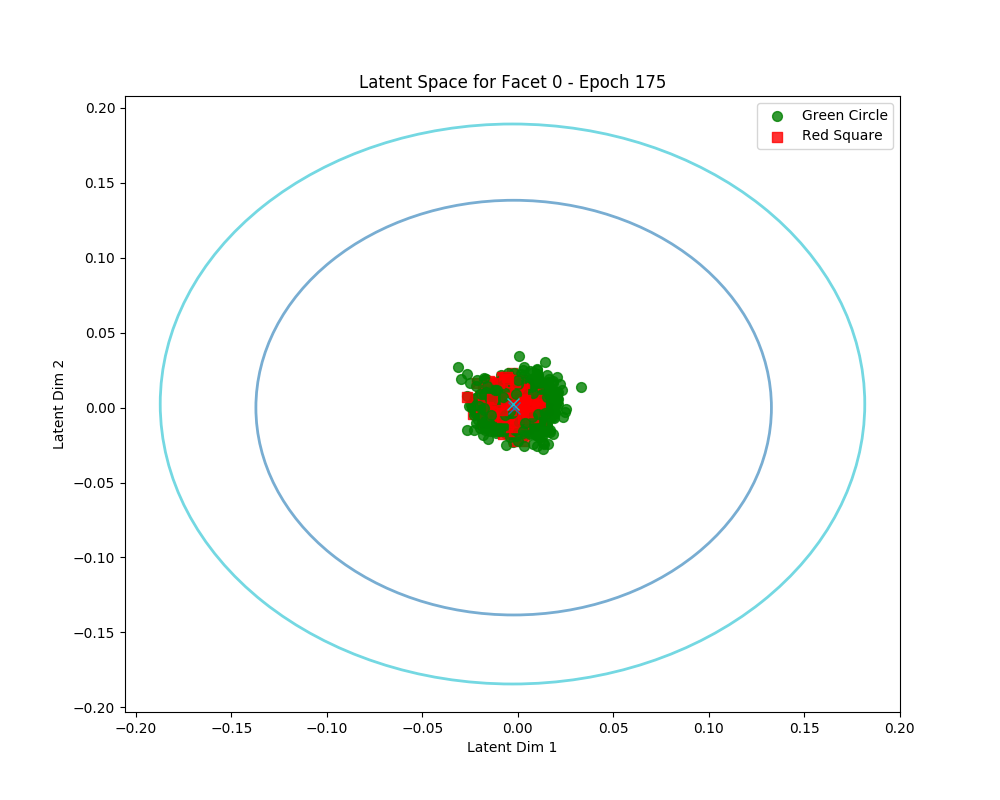 Latent Space for Facet 0 - Epoch 175
Green Circle
Red Square
0.20
0.15
0.10
0.05
0.00
−0.05
−0.10
−0.15
−0.20
Latent Dim 2
−0.20 −0.15 −0.10 −0.05 0.00 0.05 0.10 0.15 0.20
Latent Dim 1